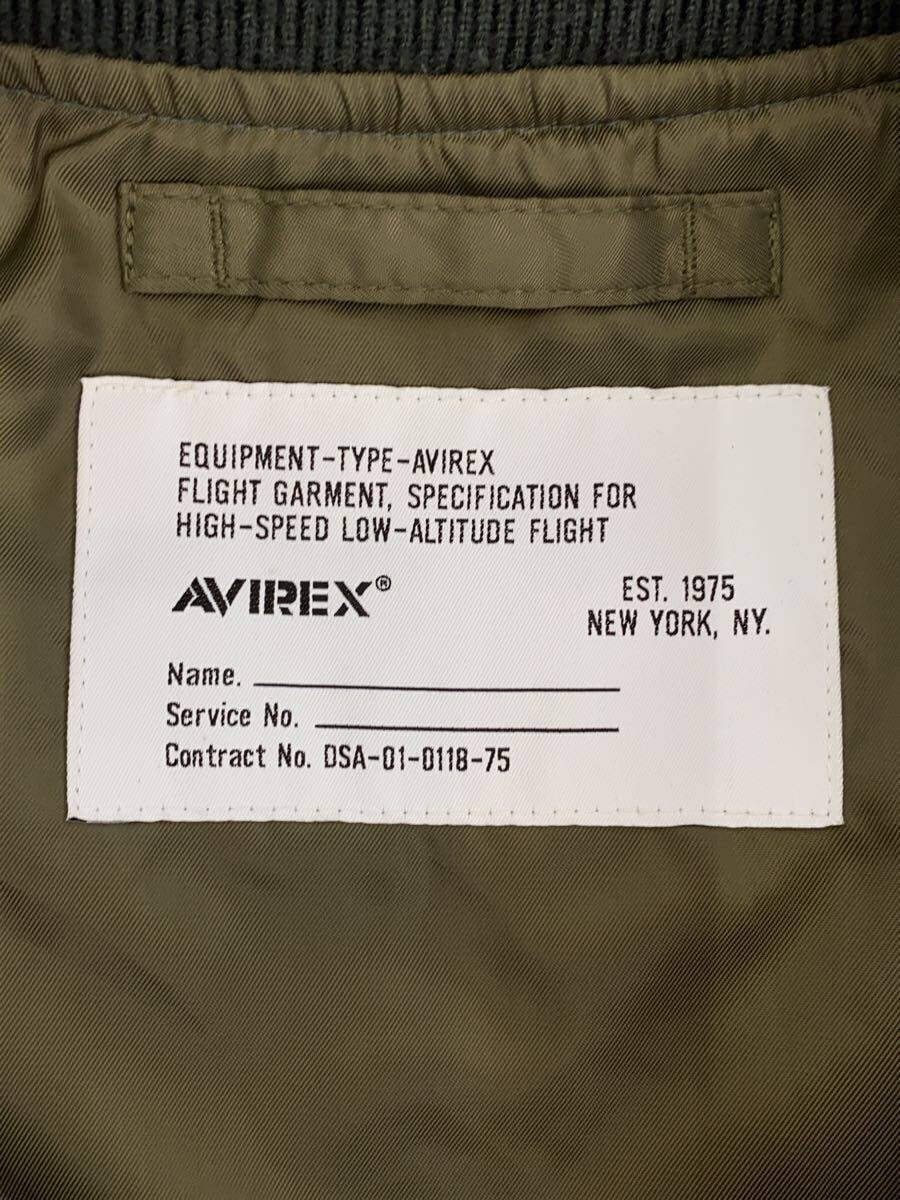 EQUIPMENT-TYPE-AVIREX
FLIGHT GARMENT, SPECIFICATION FOR
HIGH-SPEED LOW-ALTITUDE FLIGHT
AVIREX®
EST. 1975
NEW YORK, NY.
Name.
Service No.
Contract No. DSA-01-0118-75